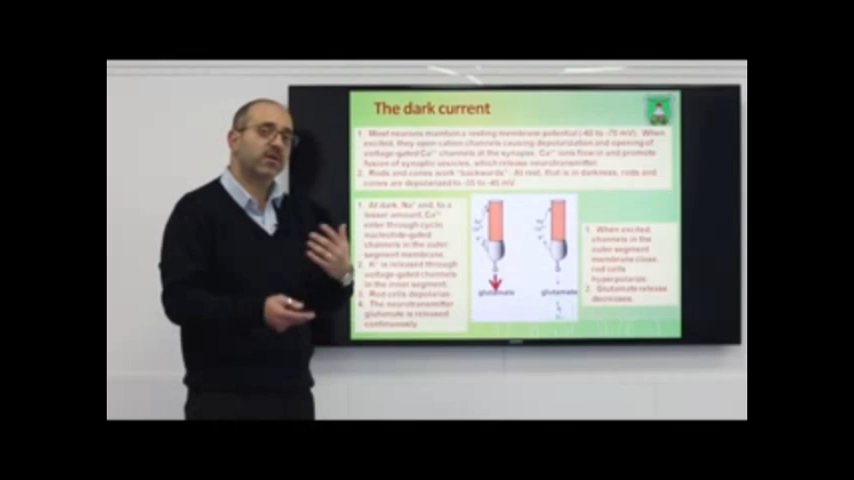 The dark current
1. Most neurons maintain a resting membrane potential (-60 to -70 mV). When
excited, they open cation channels causing depolarization and opening of
voltage-gated Ca²⁺ channels at the synapse. Ca²⁺ ions flow in and promote
fusion of synaptic vesicles, which release neurotransmitter.
2. Rods and cones work "backwards". At rest, that is in darkness, rods and
cones are depolarized to
1. At dark, Na⁺ and, to a
lesser amount, Ca²⁺
enter through cyclic
nucleotide-gated
channels in the outer
segment membrane.
2. K⁺ is released through
voltage-gated channels
in the inner segment.
3. Rod cells depolarize.
4. The neurotransmitter
glutamate is released
continuously.
glutamate
glutamate
1. When excited,
channels in the
outer segment
membrane close,
rod cells
hyperpolarize.
2. Glutamate release
decreases.